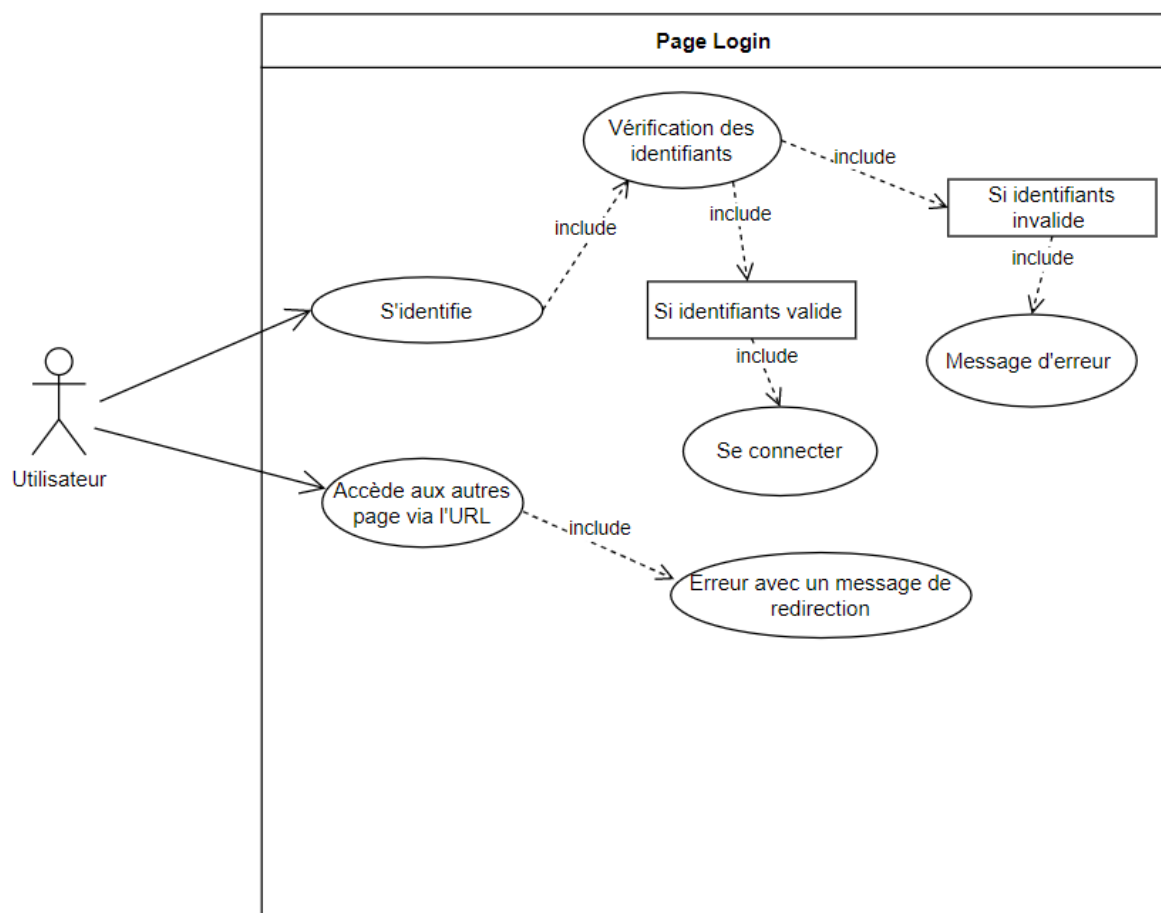 Page Login
Vérification des
identifiants
include
Si identifiants
invalide
include
include
include
S'identifie
Si identifiants valide
include
Message d'erreur
Se connecter
Utilisateur
Accède aux autres
page via l'URL
include
Erreur avec un message de
redirection